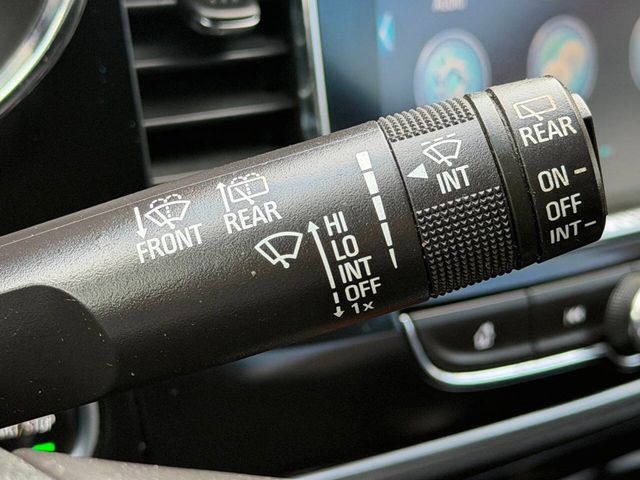 FRONT
REAR
HI
LO
INT
OFF
1x
INT
REAR
ON
OFF
INT